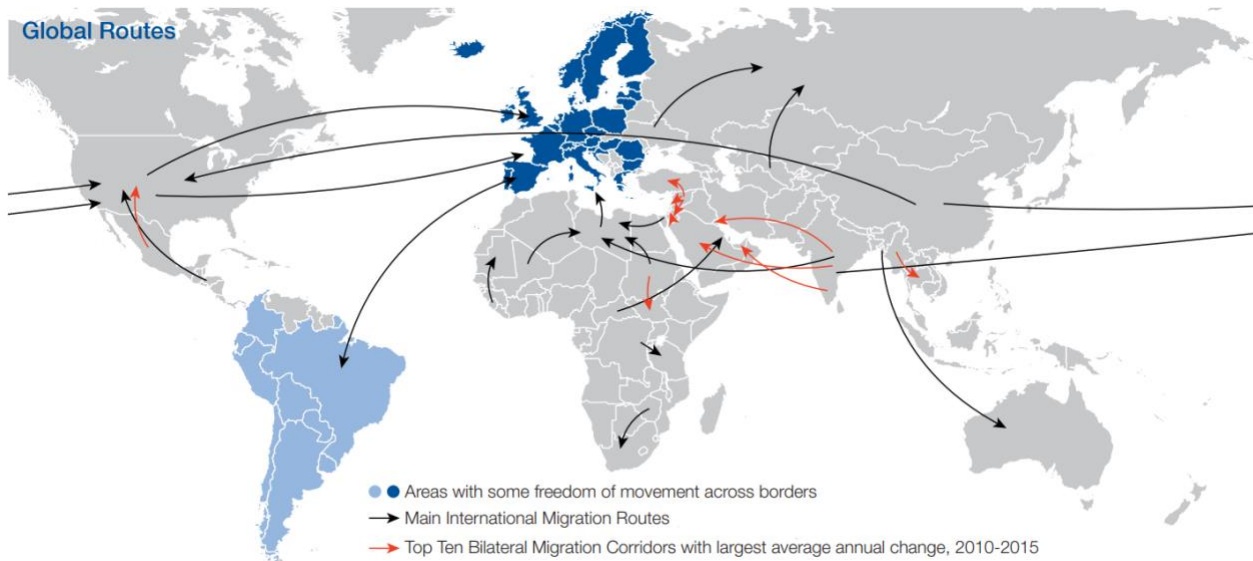 Global Routes
Areas with some freedom of movement across borders
Main International Migration Routes
Top Ten Bilateral Migration Corridors with largest average annual change, 2010-2015